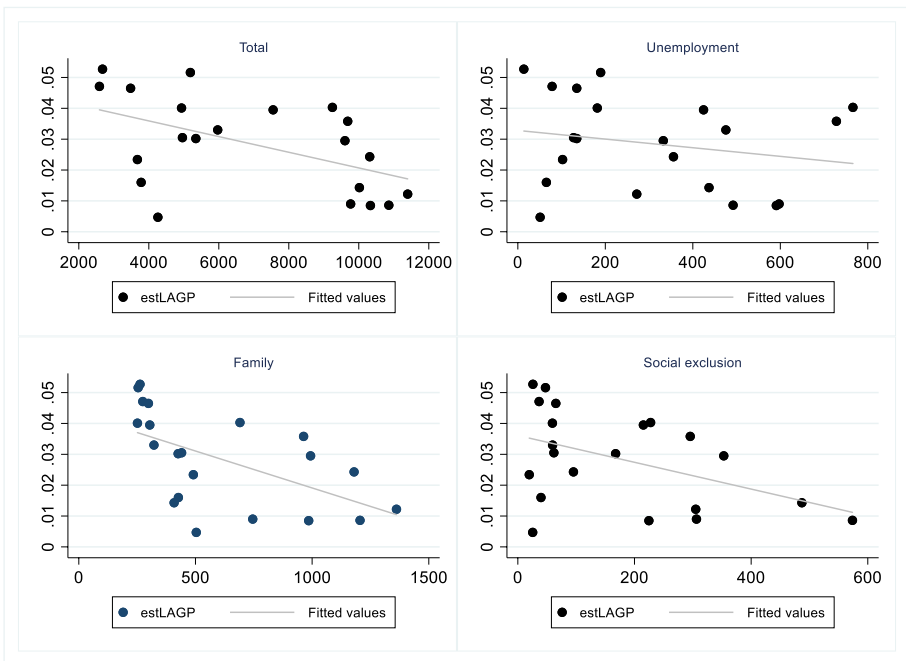 Total
.05
.04
.03
.02
.01
0
2000 4000 6000 8000 10000 12000
estLAGP Fitted values
Unemployment
.05
.04
.03
.02
.01
0
0 200 400 600 800
estLAGP Fitted values
Family
.05
.04
.03
.02
.01
0
0 500 1000 1500
estLAGP Fitted values
Social exclusion
.05
.04
.03
.02
.01
0
0 200 400 600
estLAGP Fitted values